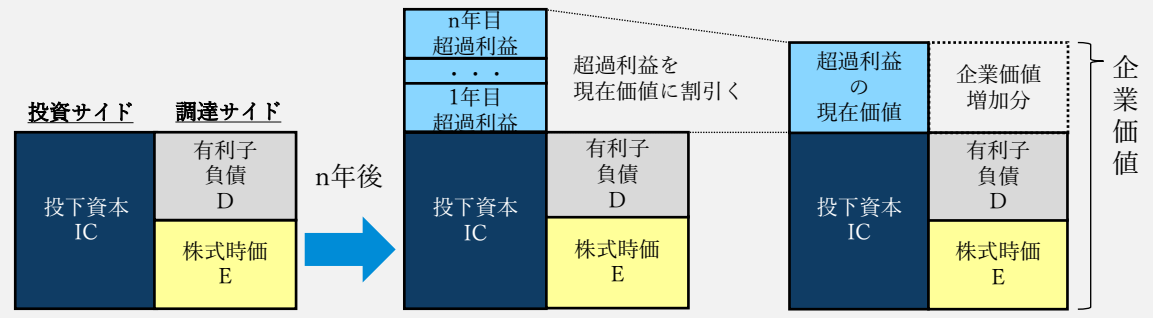 投資サイド
調達サイド
投下資本
IC
有利子
負債
D
株式時価
E
n年後
n年目
超過利益
・・・
1年目
超過利益
投下資本
IC
有利子
負債
D
株式時価
E
超過利益を
現在価値に割引く
超過利益
の
現在価値
企業価値
増加分
投下資本
IC
有利子
負債
D
株式時価
E
企業価値